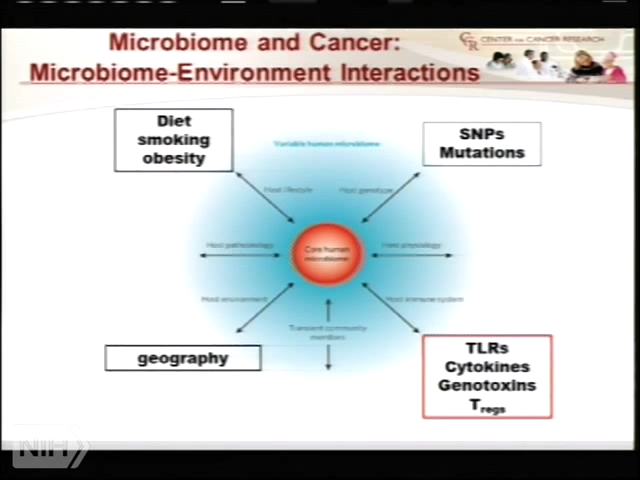 Microbiome and Cancer:
Microbiome-Environment Interactions
CCR CENTER FOR CANCER RESEARCH
Diet
smoking
obesity
SNPs
Mutations
Variable human microbiome
Host lifestyle
Host genotype
Host pathobiology
Core human
microbiome
Host physiology
Host environment
Host immune system
Transient community
members
geography
TLRs
Cytokines
Genotoxins
Tregs
NIH